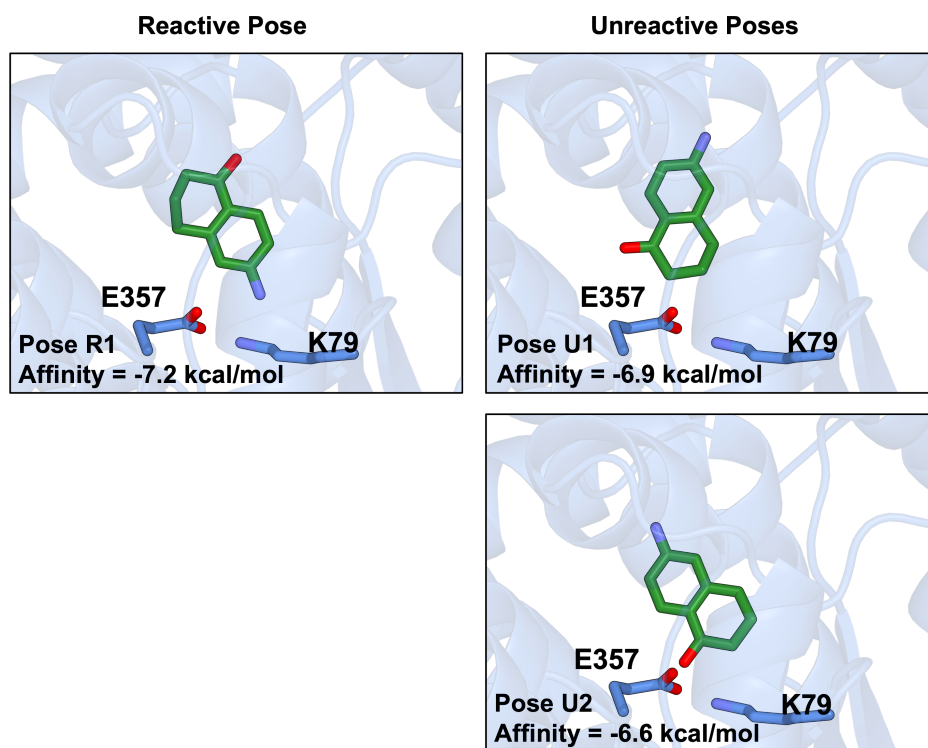 Reactive Pose
Unreactive Poses
E357
K79
Pose R1
Affinity = -7.2 kcal/mol
E357
K79
Pose U1
Affinity = -6.9 kcal/mol
E357
K79
Pose U2
Affinity = -6.6 kcal/mol